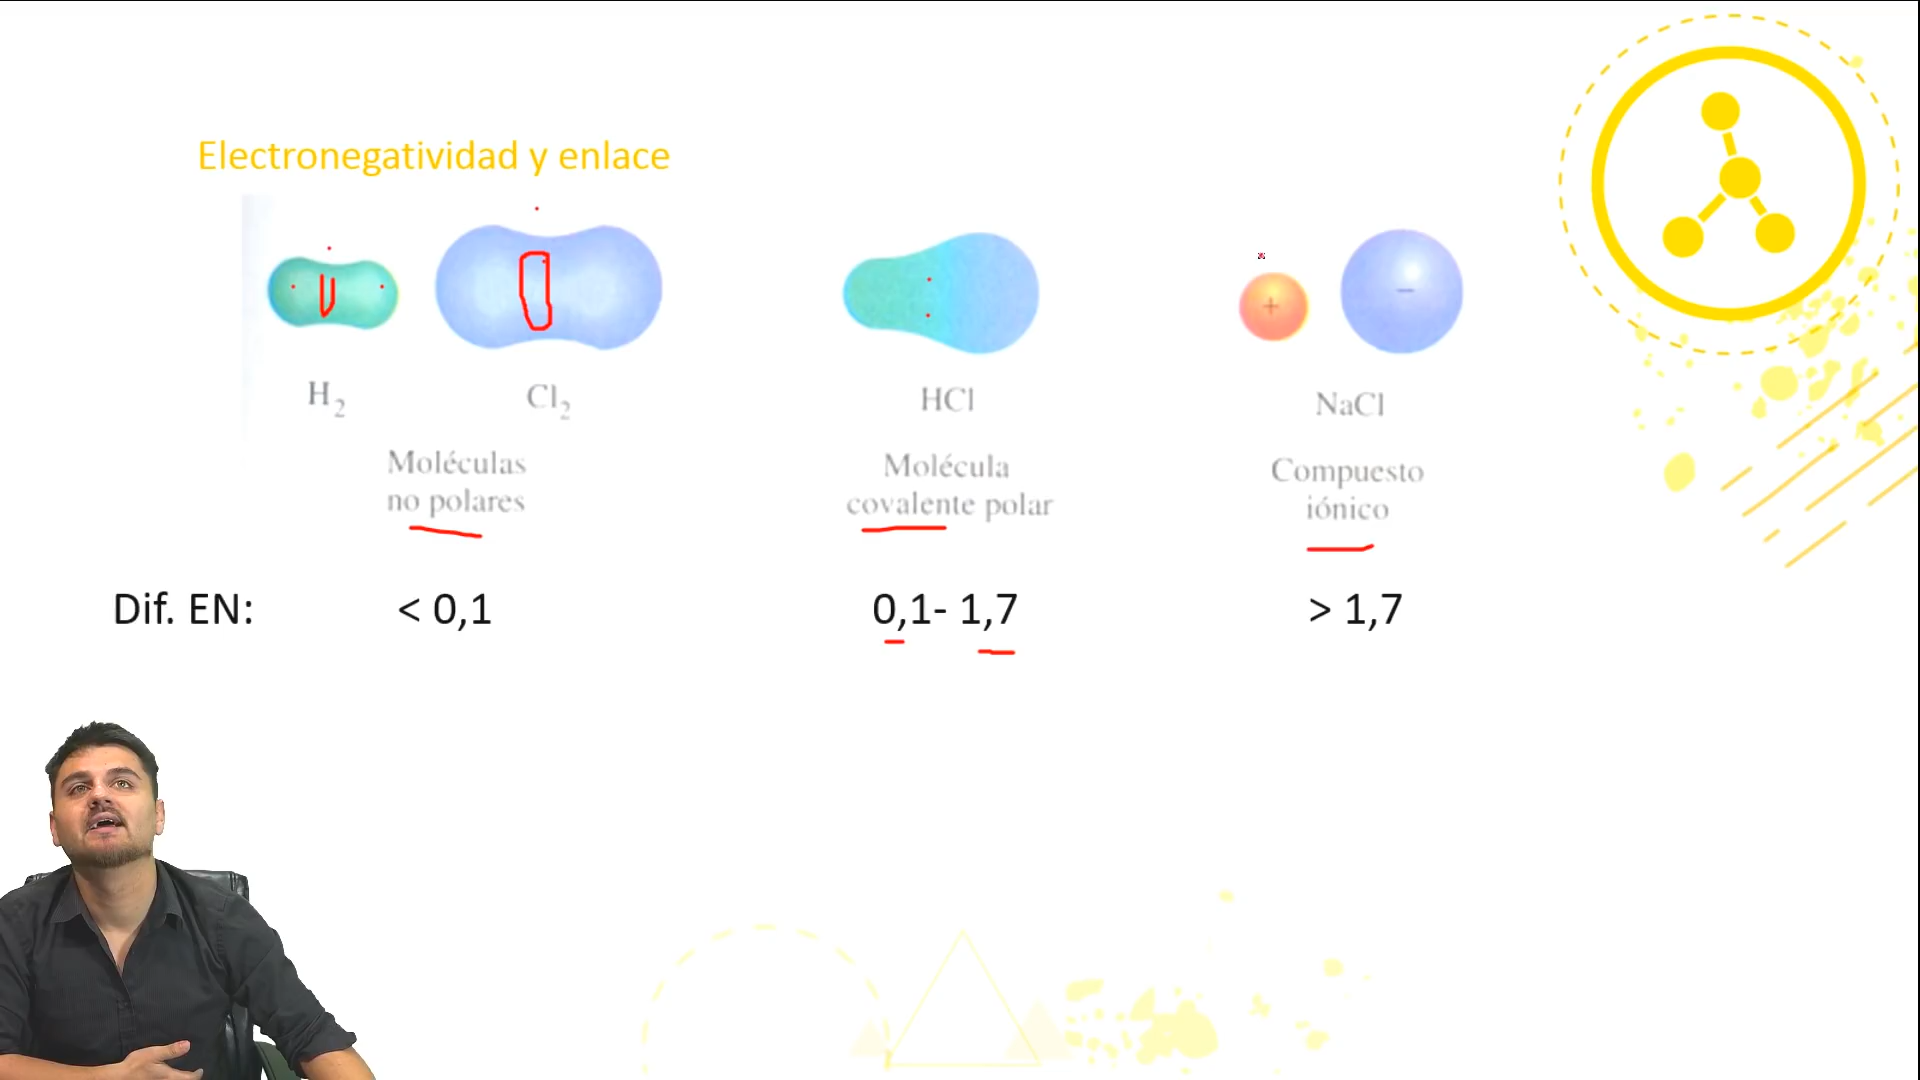 Electronegatividad y enlace
+ −
H₂ Cl₂ HCl NaCl
Moléculas no polares
Molécula covalente polar
Compuesto iónico
Dif. EN: < 0,1 0,1- 1,7 > 1,7